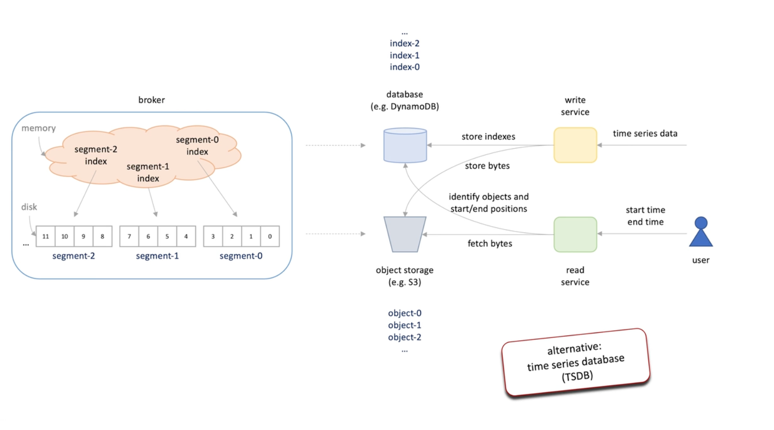 ...
index-2
index-1
index-0
database
(e.g. DynamoDB)
broker
memory
segment-2
index
segment-1
index
segment-0
index
disk
...
11 10 9 8
7 6 5 4
3 2 1 0
segment-2
segment-1
segment-0
write
service
store indexes
time series data
store bytes
identify objects and
start/end positions
fetch bytes
start time
end time
user
object storage
(e.g. S3)
read
service
object-0
object-1
object-2
...
alternative:
time series database
(TSDB)